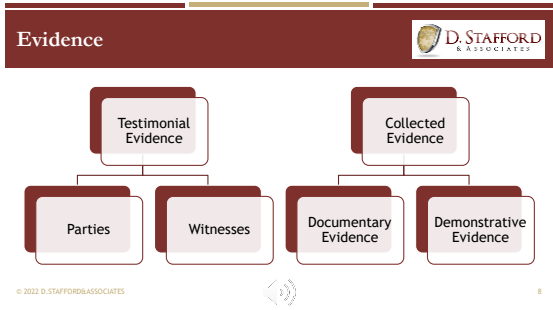 Evidence
D. STAFFORD
& ASSOCIATES
Testimonial
Evidence
Collected
Evidence
Parties
Witnesses
Documentary
Evidence
Demonstrative
Evidence
© 2022 D.STAFFORD&ASSOCIATES
8